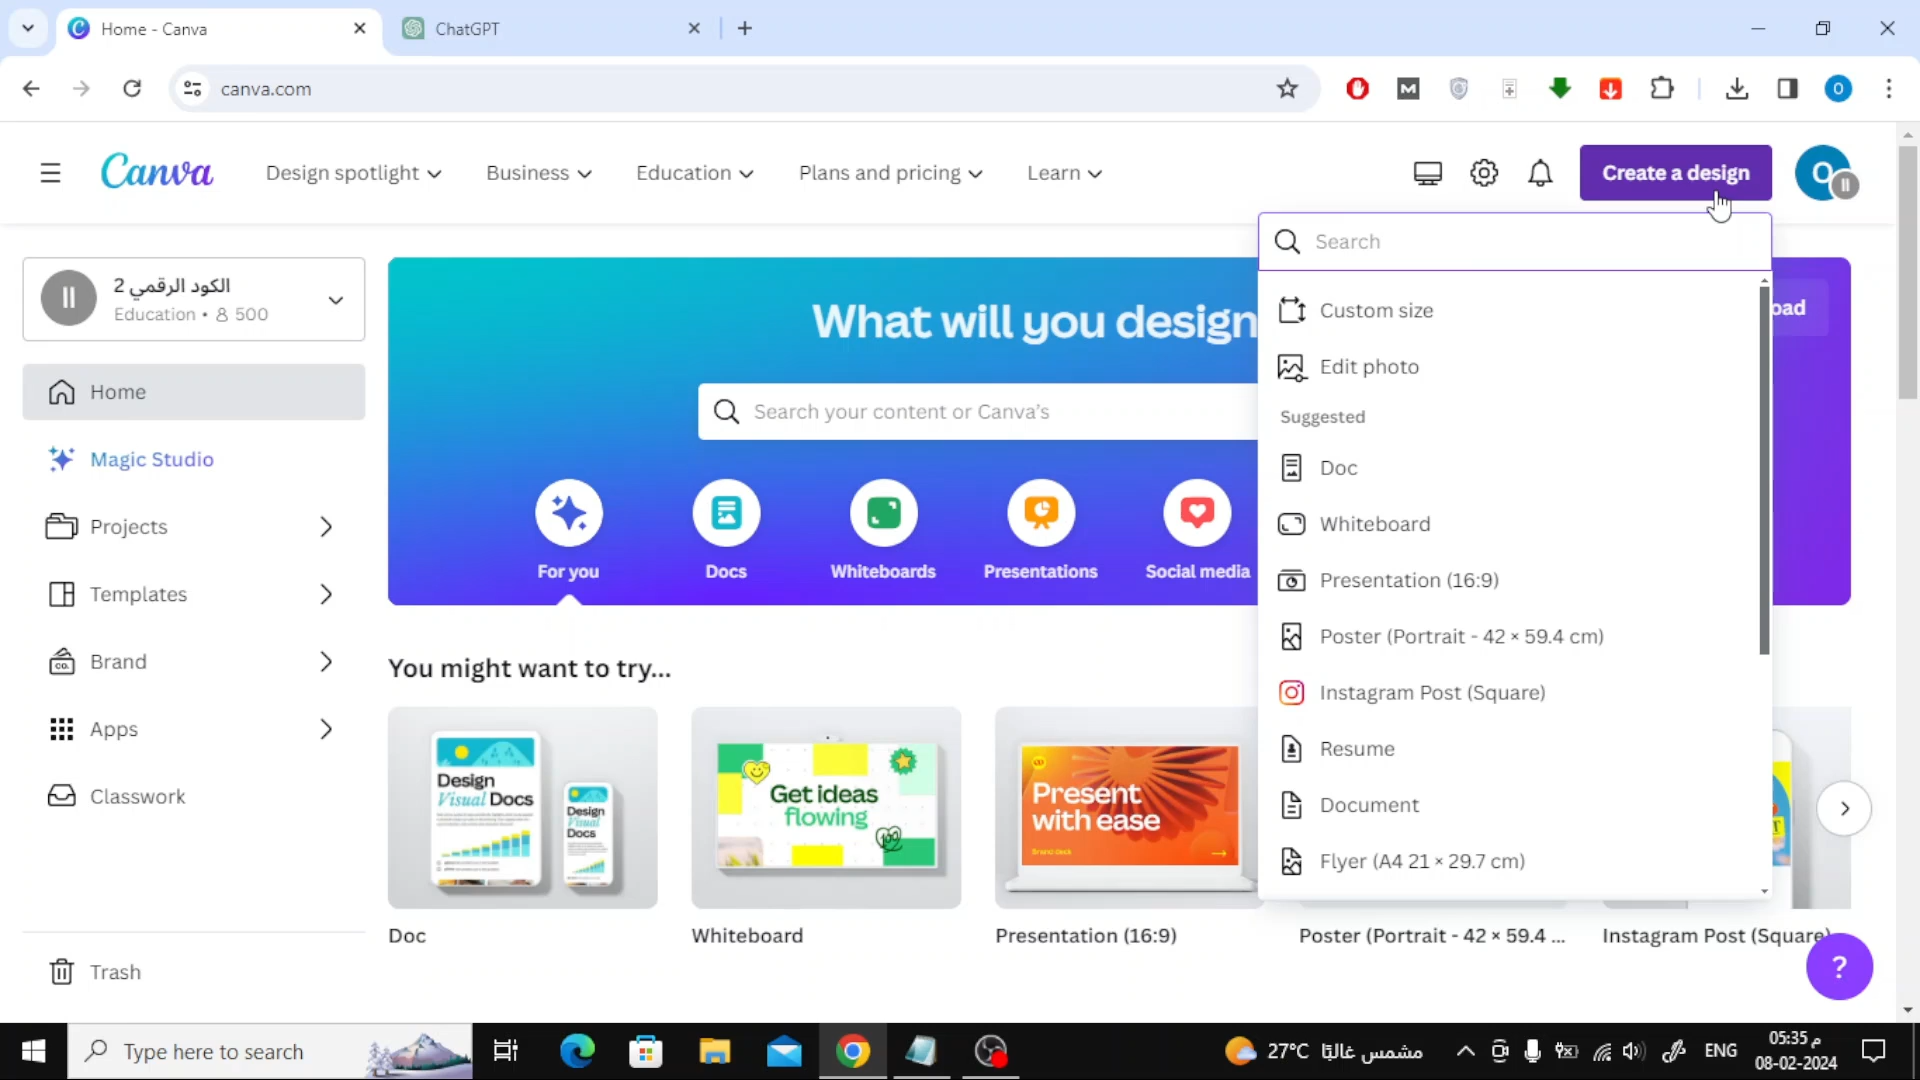 Home - Canva
ChatGPT
canva.com
Canva
Design spotlight
Business
Education
Plans and pricing
Learn
Create a design
O
الكود الرقمي 2
Education • 500
Home
Magic Studio
Projects
Templates
Brand
Apps
Classwork
Trash
What will you design
oad
Search your content or Canva's
For you
Docs
Whiteboards
Presentations
Social media
Search
Custom size
Edit photo
Suggested
Doc
Whiteboard
Presentation (16:9)
Poster (Portrait - 42 × 59.4 cm)
Instagram Post (Square)
Resume
Document
Flyer (A4 21 × 29.7 cm)
You might want to try...
Design
Visual Docs
Design
Visual
Docs
Get ideas
flowing
Present
with ease
Doc
Whiteboard
Presentation (16:9)
Poster (Portrait - 42 × 59.4 ...
Instagram Post (Square)
?
Type here to search
27°C مشمس غالبًا
ENG
05:35 م
08-02-2024